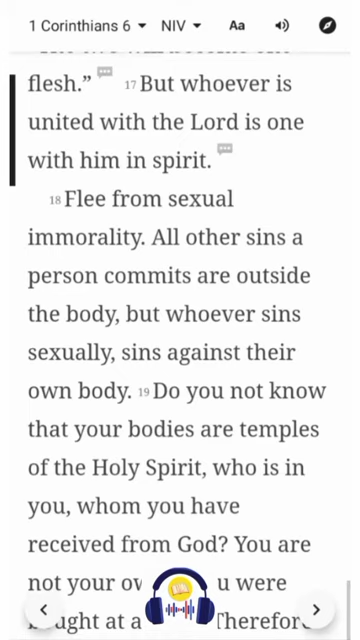 1 Corinthians 6 NIV Aa
flesh.” 17 But whoever is
united with the Lord is one
with him in spirit.
18 Flee from sexual
immorality. All other sins a
person commits are outside
the body, but whoever sins
sexually, sins against their
own body. 19 Do you not know
that your bodies are temples
of the Holy Spirit, who is in
you, whom you have
received from God? You are
not your were
at a Therefore